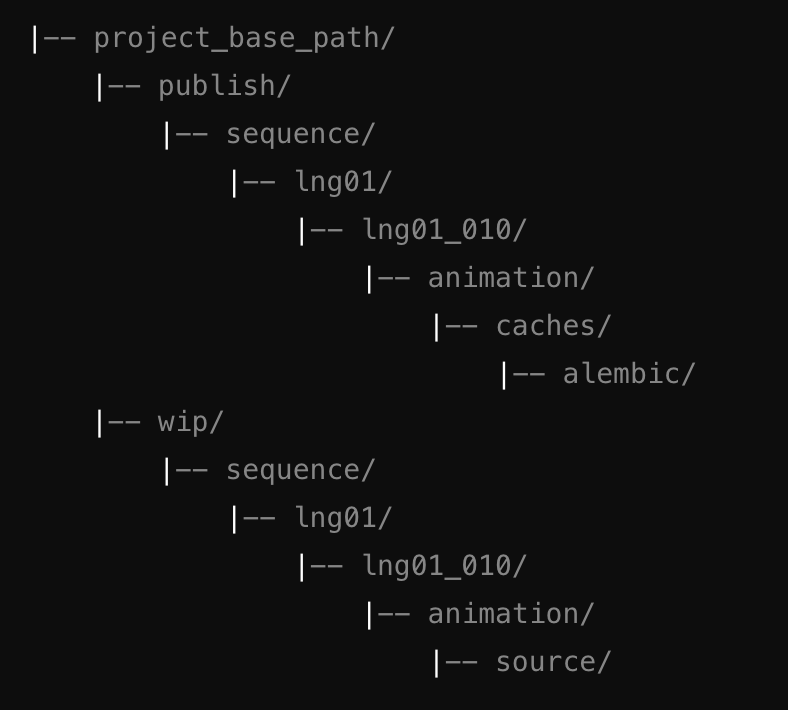 |-- project_base_path/
    |-- publish/
        |-- sequence/
            |-- lng01/
                |-- lng01_010/
                    |-- animation/
                        |-- caches/
                            |-- alembic/
    |-- wip/
        |-- sequence/
            |-- lng01/
                |-- lng01_010/
                    |-- animation/
                        |-- source/